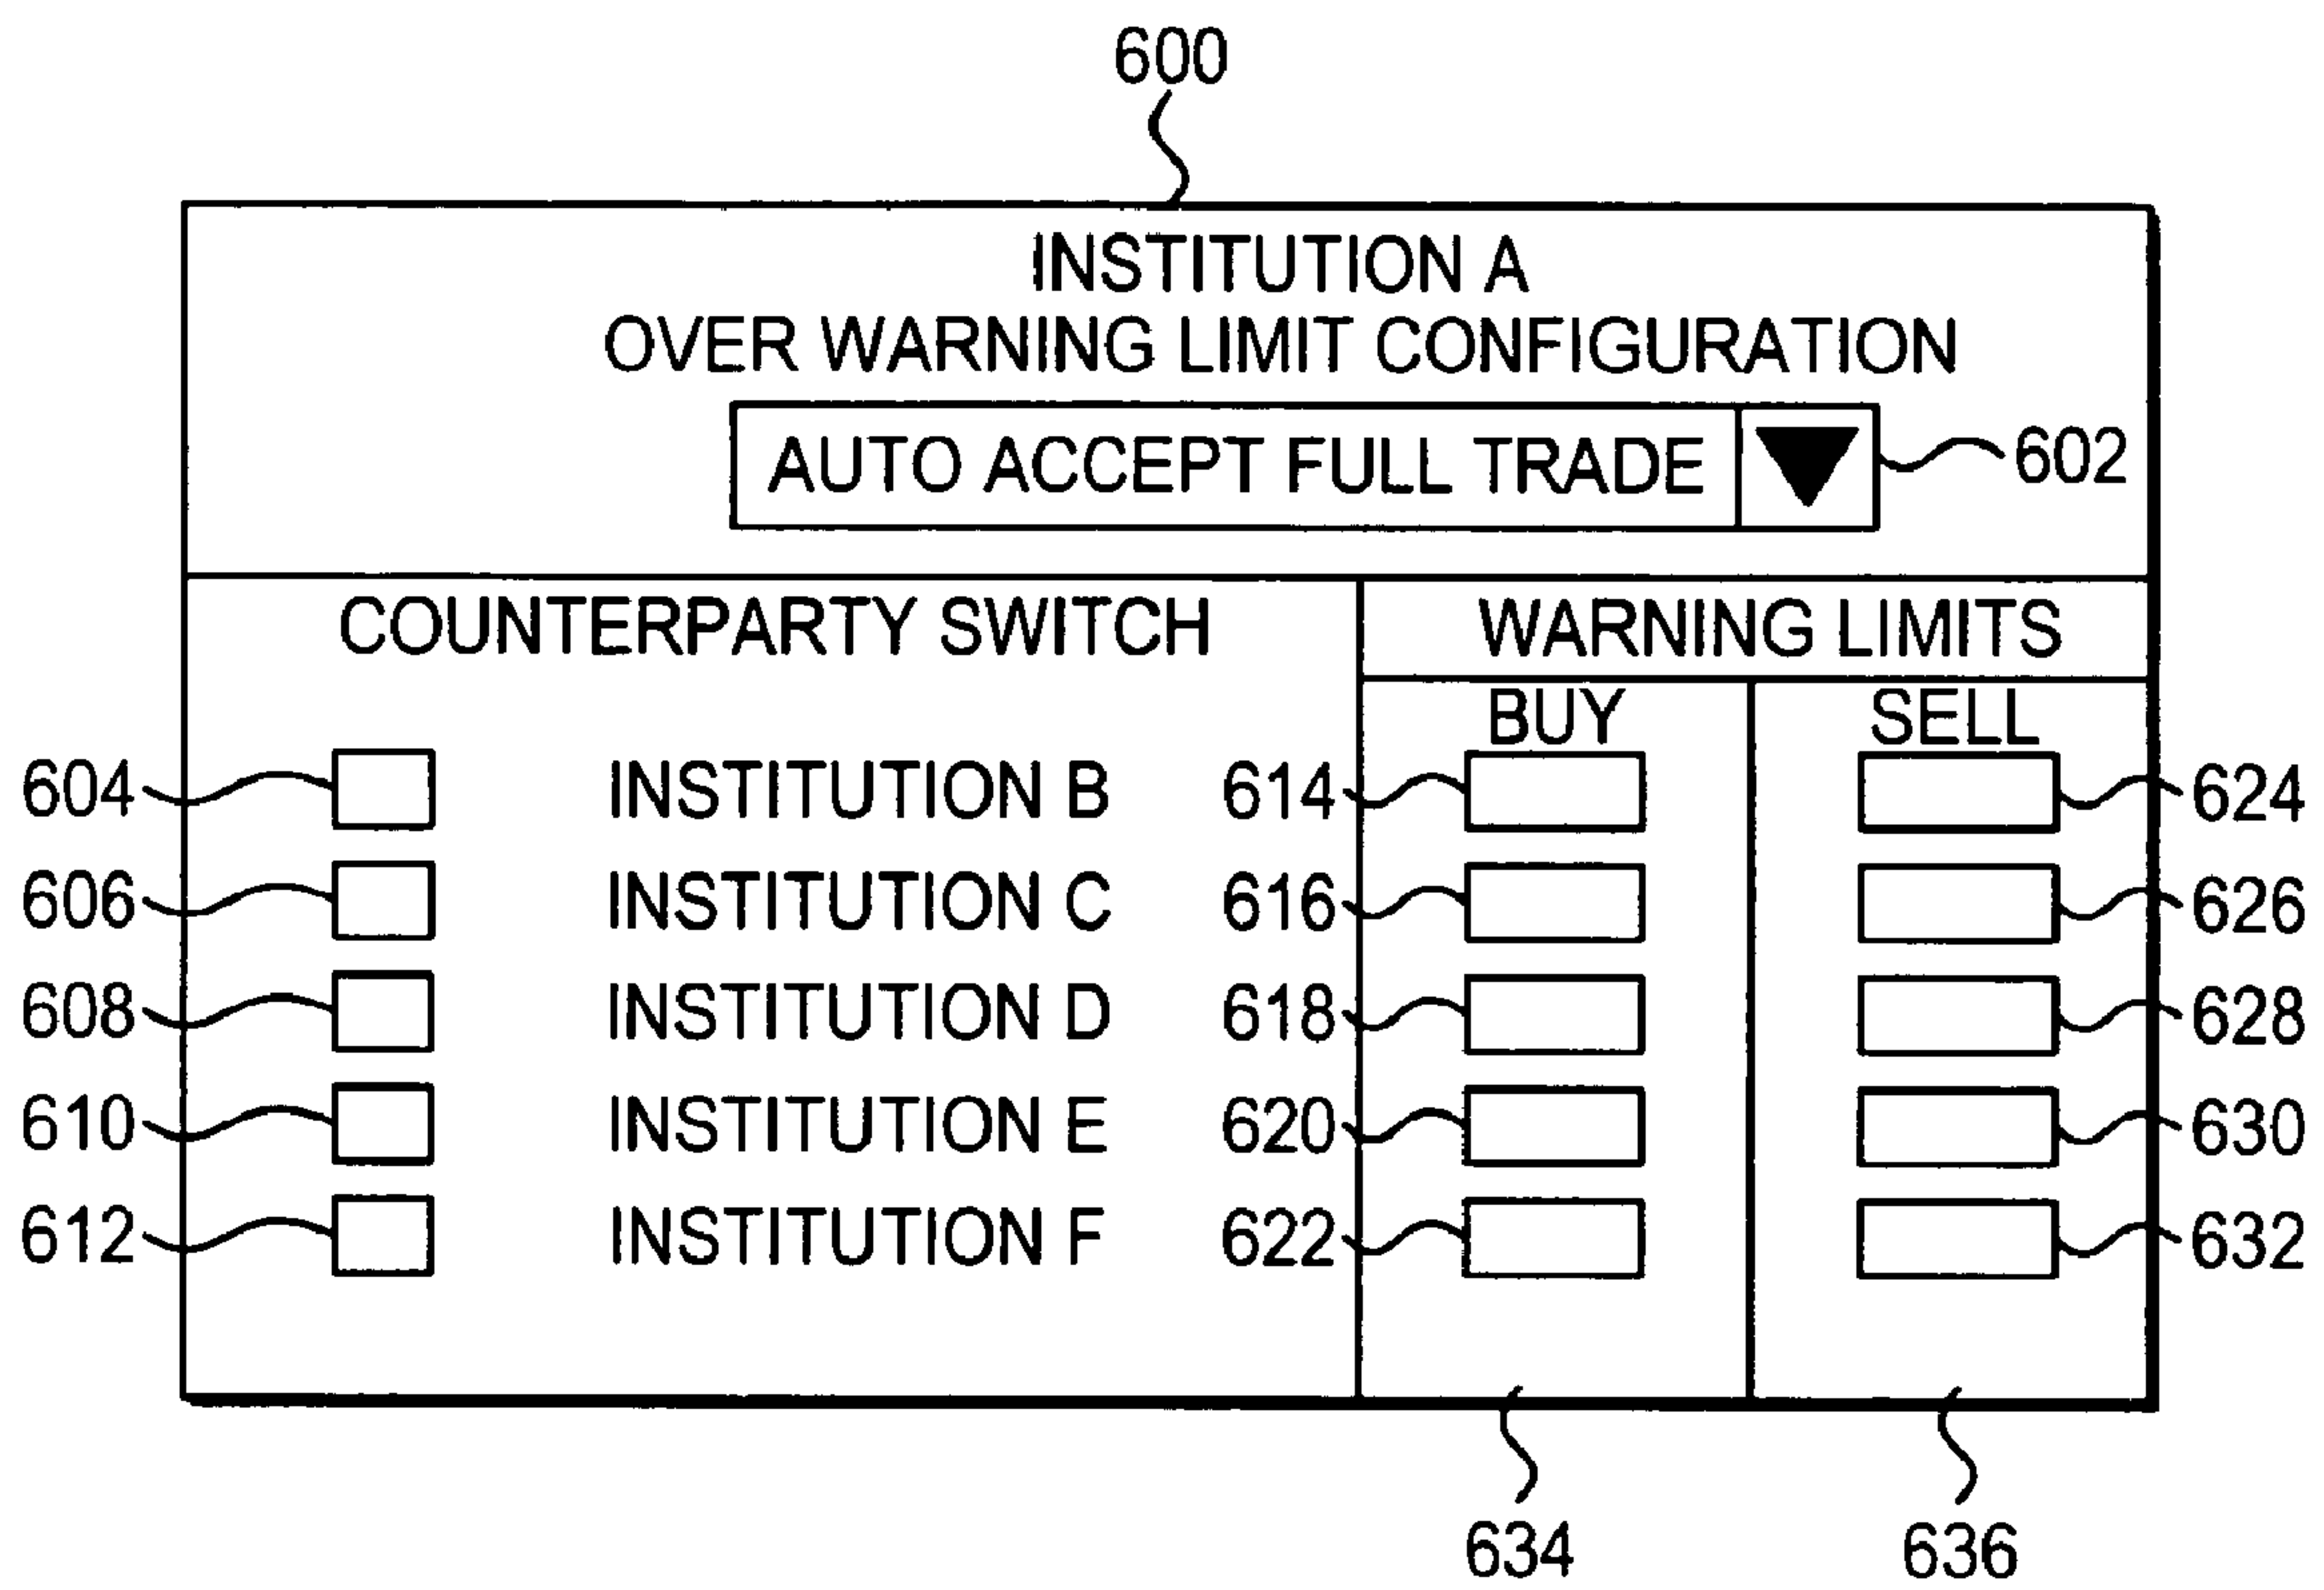 600
INSTITUTION A
OVER WARNING LIMIT CONFIGURATION
AUTO ACCEPT FULL TRADE 602
COUNTERPARTY SWITCH WARNING LIMITS
BUY SELL
604 INSTITUTION B 614 624
606 INSTITUTION C 616 626
608 INSTITUTION D 618 628
610 INSTITUTION E 620 630
612 INSTITUTION F 622 632
634 636